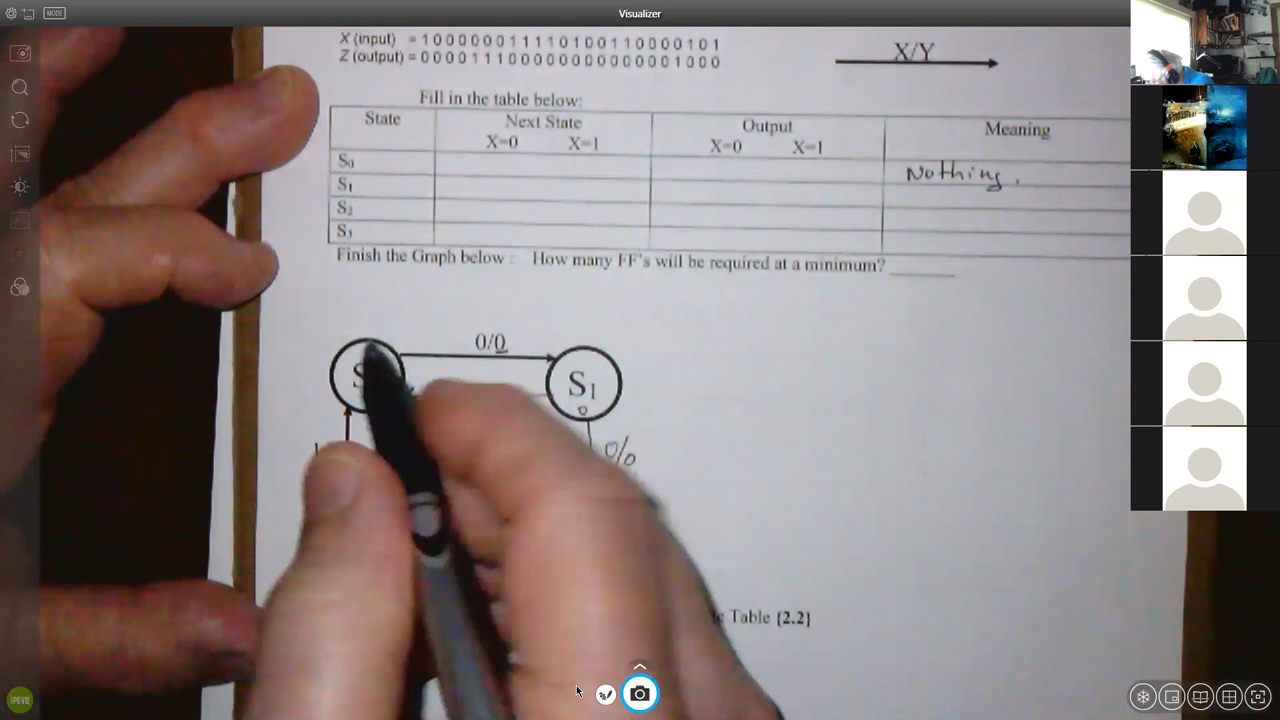 MODE
Visualizer
X (input) = 1 0 0 0 0 0 0 1 1 1 1 0 1 0 0 1 1 0 0 0 0 1 0 1
Z (output) = 0 0 0 0 1 1 1 0 0 0 0 0 0 0 0 0 0 0 0 0 1 0 0 0
X/Y
Fill in the table below:
State Next State Output Meaning
X=0 X=1 X=0 X=1
S0 Nothing.
S1
S2
S3
Finish the Graph below : How many FF's will be required at a minimum? ______
0/0
S S1
0
0/0
Table {2.2}
IPEVO